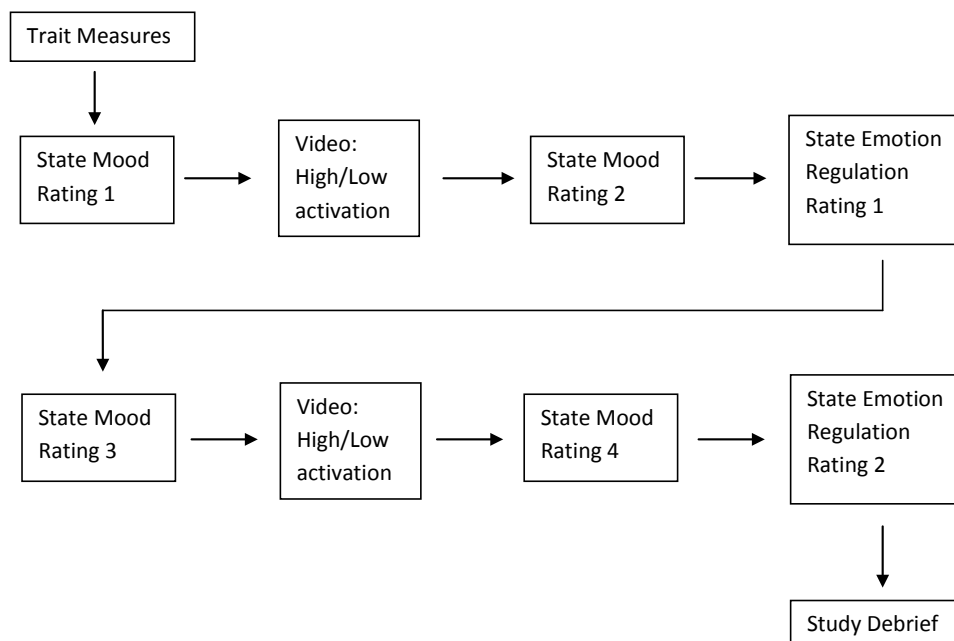 Trait Measures
State Mood
Rating 1
Video:
High/Low
activation
State Mood
Rating 2
State Emotion
Regulation
Rating 1
State Mood
Rating 3
Video:
High/Low
activation
State Mood
Rating 4
State Emotion
Regulation
Rating 2
Study Debrief